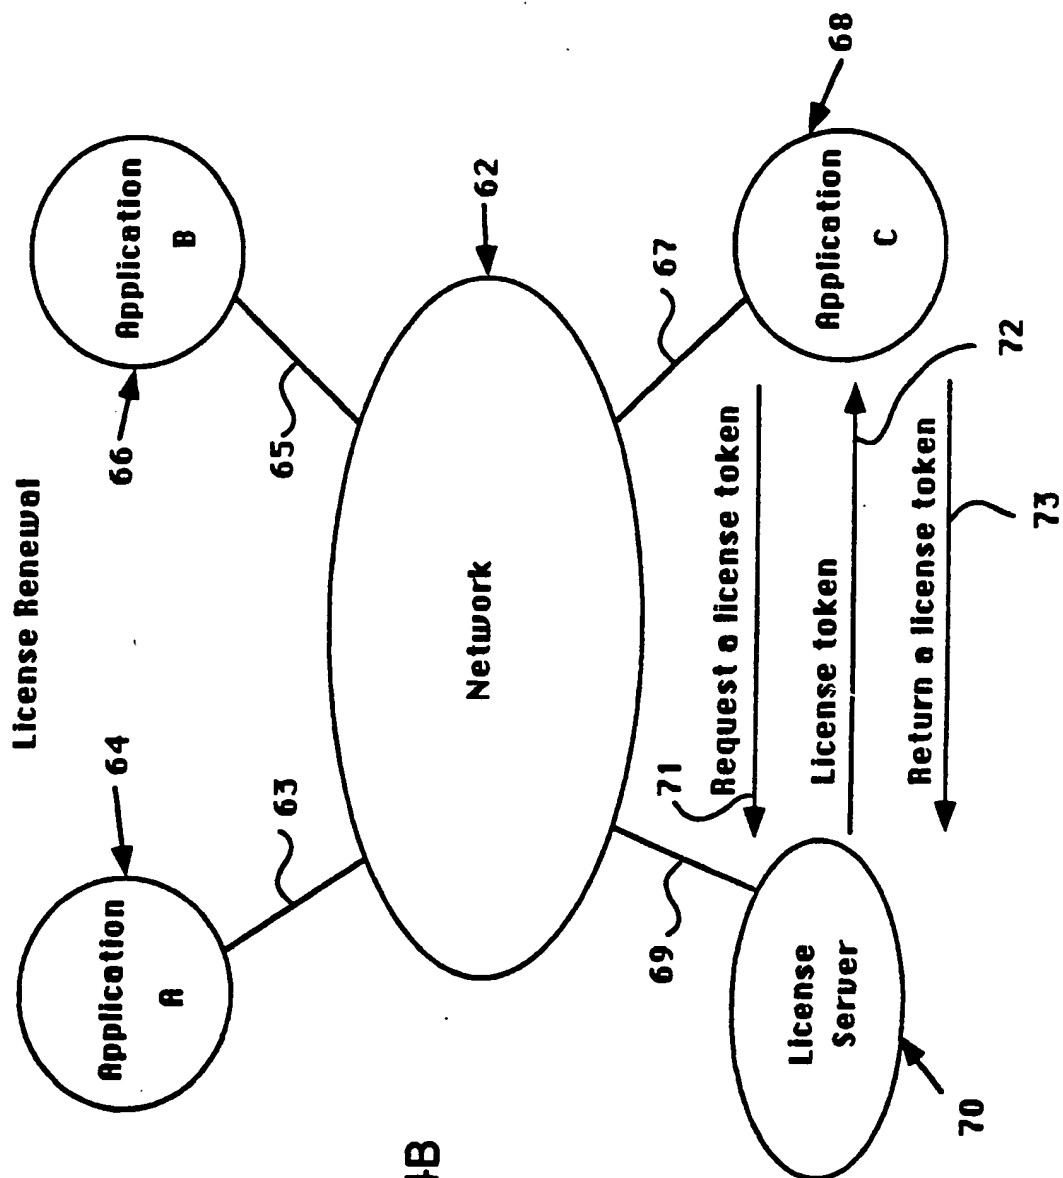 License Renewal
64
Application
A
63
66
Application
B
65
Network
62
69
67
71
Request a license token
License token
72
Return a license token
73
License
Server
70
Application
C
68